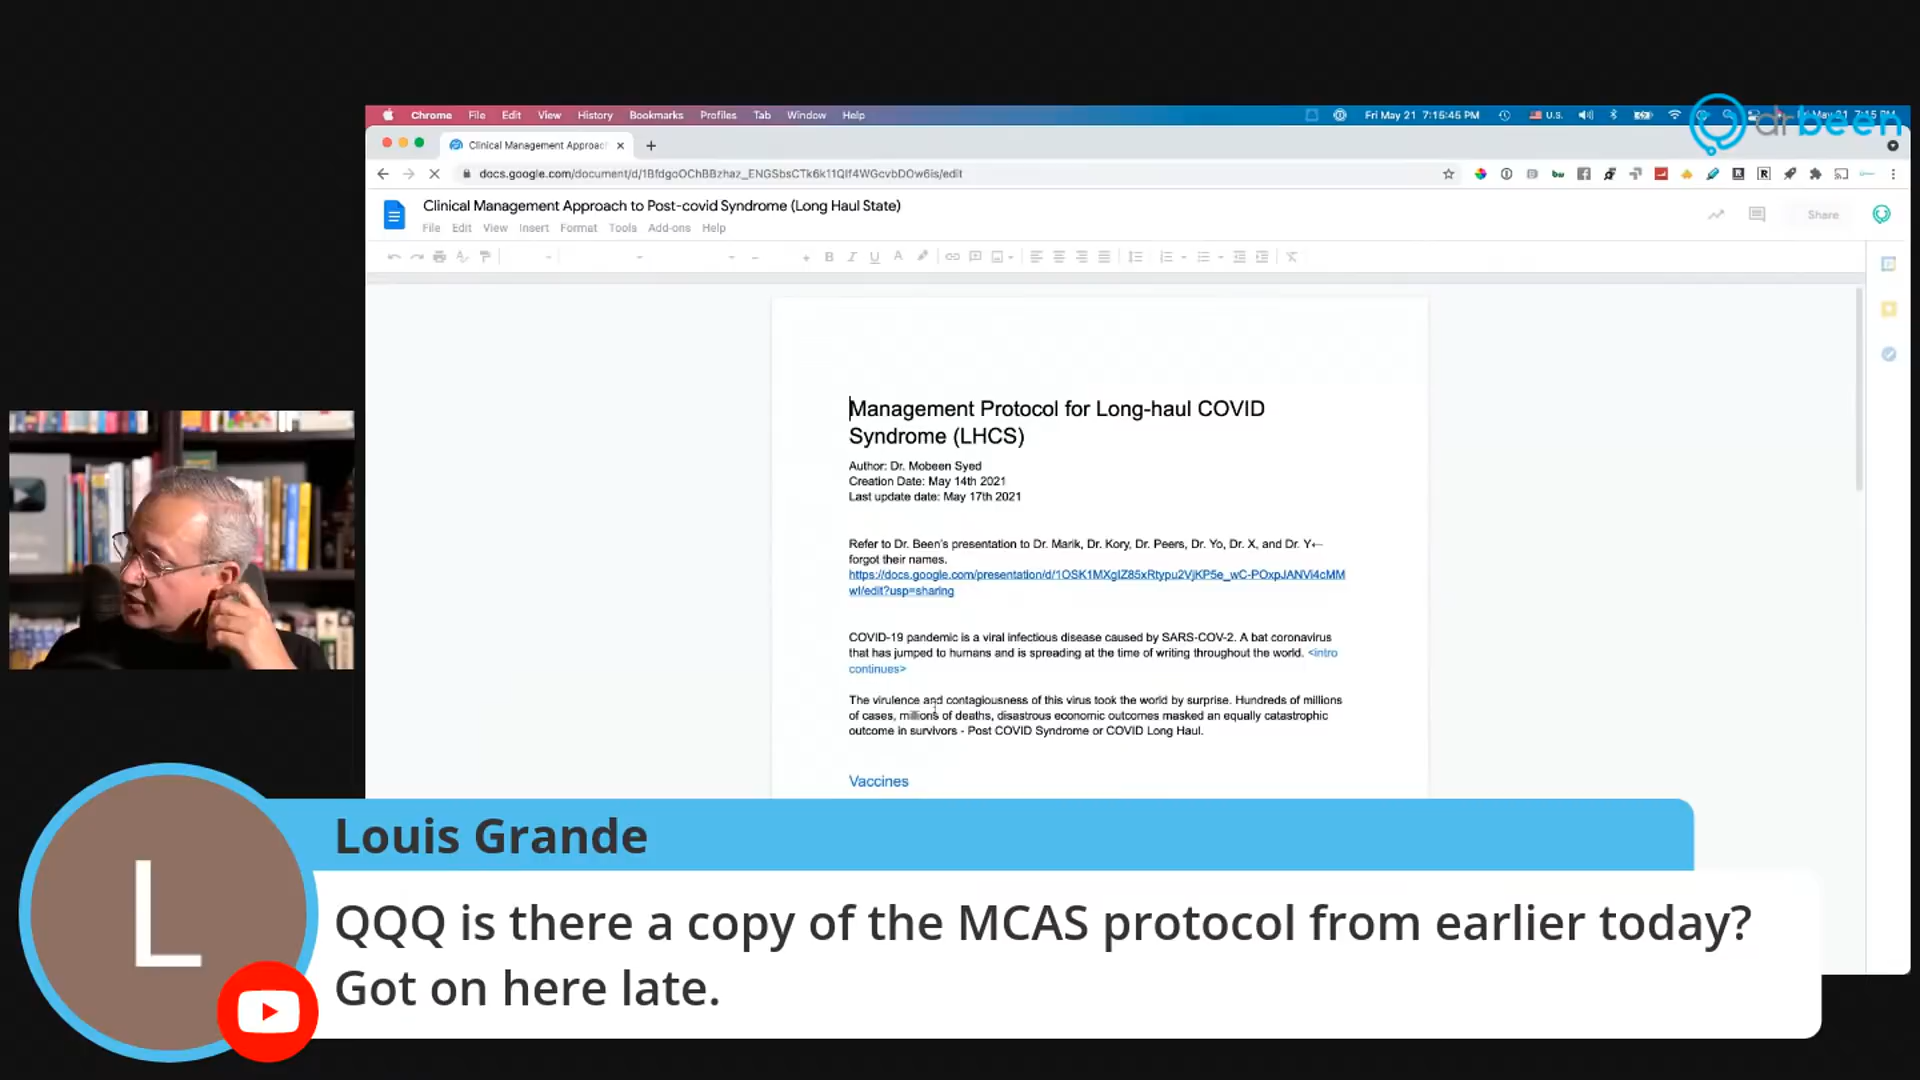 Chrome File Edit View History Bookmarks Profiles Tab Window Help
U.S. Fri May 21 7:15:45 PM
drbeen
Clinical Management Approac
docs.google.com/document/d/1BfdgoOChBBzhaz_ENGSbsCTk6k11QIf4WGcvbDOw6is/edit
Clinical Management Approach to Post-covid Syndrome (Long Haul State)
Share
File Edit View Insert Format Tools Add-ons Help
Management Protocol for Long-haul COVID
Syndrome (LHCS)
Author: Dr. Mobeen Syed
Creation Date: May 14th 2021
Last update date: May 17th 2021
Refer to Dr. Been's presentation to Dr. Marik, Dr. Kory, Dr. Peers, Dr. Yo, Dr. X, and Dr. Y←
forgot their names.
https://docs.google.com/presentation/d/1OSK1MXgIZ85xRtypu2VjKP5e_wC-POxpJANVi4cMM
wI/edit?usp=sharing
COVID-19 pandemic is a viral infectious disease caused by SARS-COV-2. A bat coronavirus
that has jumped to humans and is spreading at the time of writing throughout the world. <intro
continues>
The virulence and contagiousness of this virus took the world by surprise. Hundreds of millions
of cases, millions of deaths, disastrous economic outcomes masked an equally catastrophic
outcome in survivors - Post COVID Syndrome or COVID Long Haul.
Vaccines
L
Louis Grande
QQQ is there a copy of the MCAS protocol from earlier today?
Got on here late.